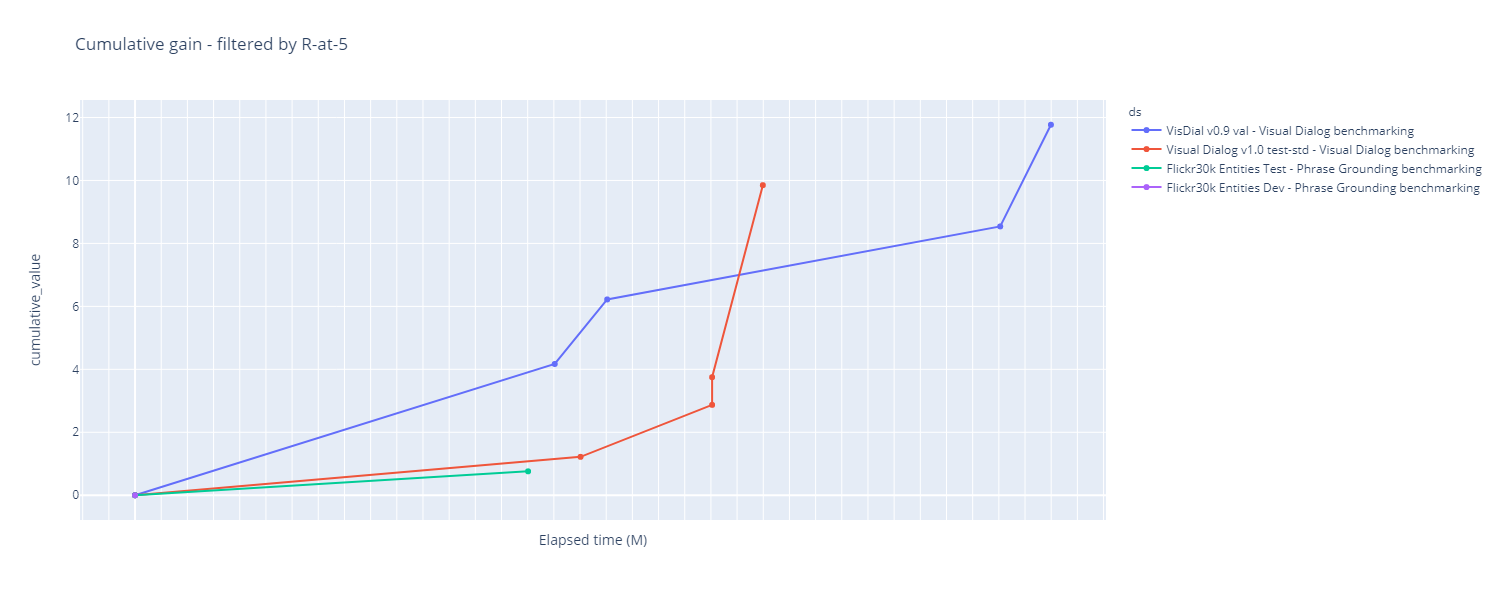 Cumulative gain - filtered by R-at-5
12
10
8
6
4
2
0
cumulative_value
Elapsed time (M)
ds
VisDial v0.9 val - Visual Dialog benchmarking
Visual Dialog v1.0 test-std - Visual Dialog benchmarking
Flickr30k Entities Test - Phrase Grounding benchmarking
Flickr30k Entities Dev - Phrase Grounding benchmarking